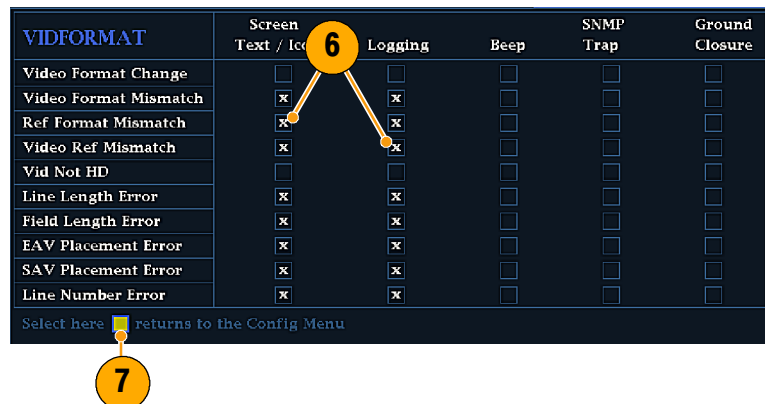 VIDFORMAT
Screen SNMP Ground
Text / Logging Beep Trap Closure
6
Video Format Change
Video Format Mismatch x x
Ref Format Mismatch x x
Video Ref Mismatch x x
Vid Not HD
Line Length Error x x
Field Length Error x x
EAV Placement Error x x
SAV Placement Error x x
Line Number Error x x
Select here returns to the Config Menu
7